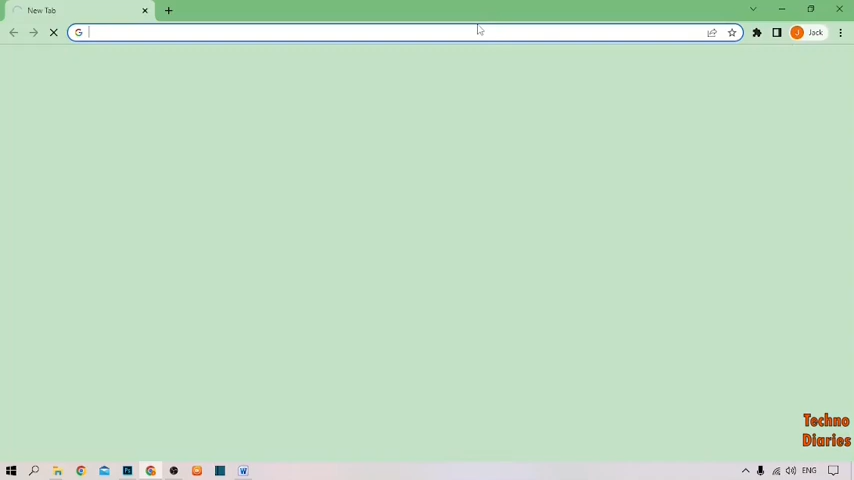 New Tab
Jack
Techno
Diaries
ENG